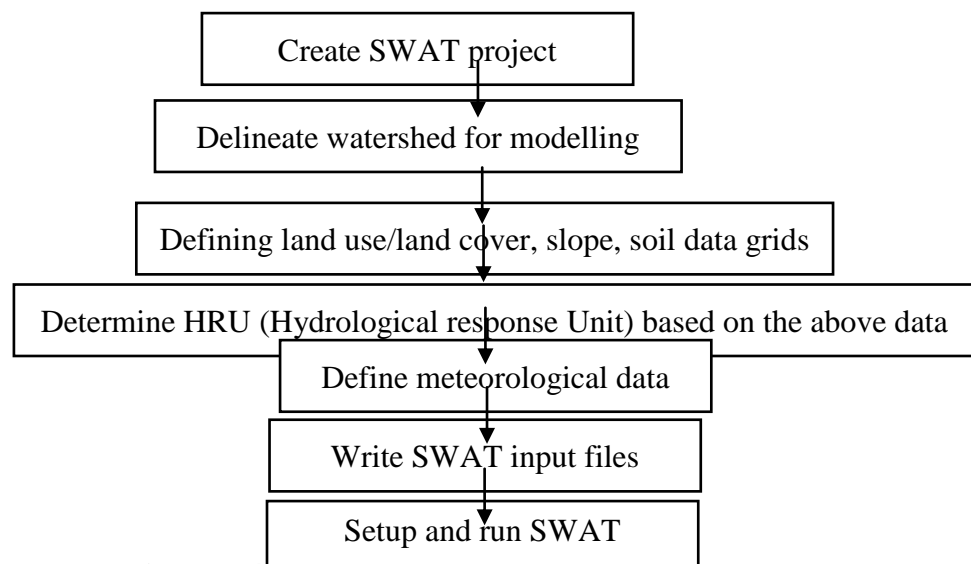 Create SWAT project
Delineate watershed for modelling
Defining land use/land cover, slope, soil data grids
Determine HRU (Hydrological response Unit) based on the above data
Define meteorological data
Write SWAT input files
Setup and run SWAT